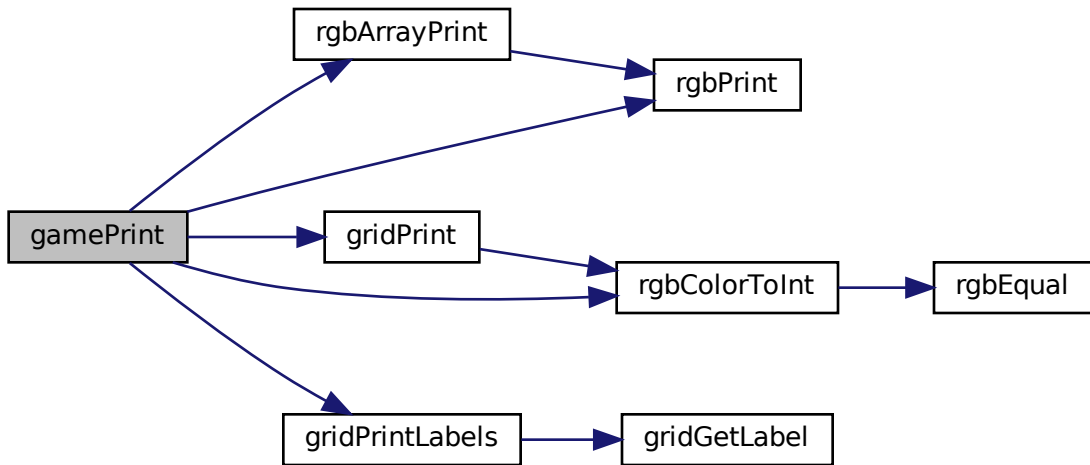 rgbArrayPrint
rgbPrint
gamePrint
gridPrint
rgbColorToInt
rgbEqual
gridPrintLabels
gridGetLabel